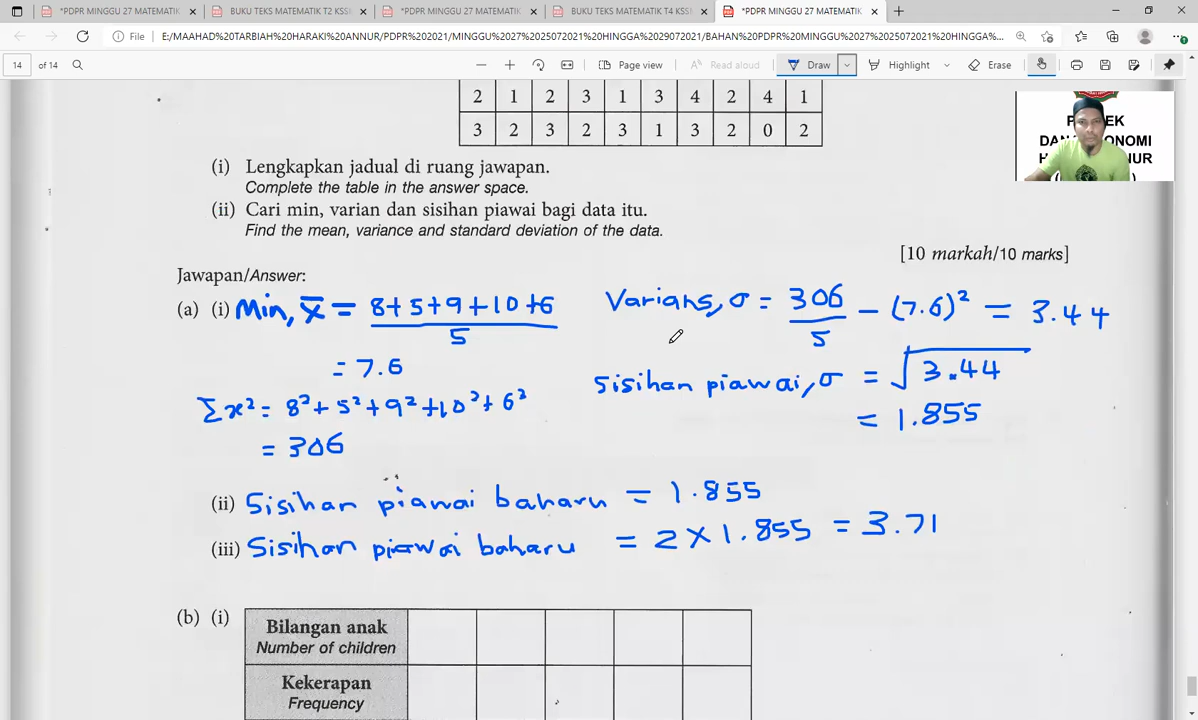 *PDPR MINGGU 27 MATEMATIK
BUKU TEKS MATEMATIK T2 KSSM
*PDPR MINGGU 27 MATEMATIK
BUKU TEKS MATEMATIK T4 KSSM
*PDPR MINGGU 27 MATEMATIK
File E:/MAAHAD%20TARBIAH%20HARAKI%20ANNUR/PDPR%202021/MINGGU%2027%2025072021%20HINGGA%2029072021/BAHAN%20PDPR%20MINGGU%2027%2025072021%20HINGGA%...
14 of 14 Page view Read aloud Draw Highlight Erase
2 1 2 3 1 3 4 2 4 1
3 2 3 2 3 1 3 2 0 2
(i) Lengkapkan jadual di ruang jawapan.
Complete the table in the answer space.
(ii) Cari min, varian dan sisihan piawai bagi data itu.
Find the mean, variance and standard deviation of the data.
[10 markah/10 marks]
Jawapan/Answer:
(a) (i) Min, x̄ = 8+5+9+10+6 / 5
= 7.6
Σx² = 8² + 5² + 9² + 10² + 6²
= 306
Varians, σ = 306 / 5 − (7.6)² = 3.44
Sisihan piawai, σ = √3.44
= 1.855
(ii) Sisihan piawai baharu = 1.855
(iii) Sisihan piawai baharu = 2 × 1.855 = 3.71
(b) (i)
Bilangan anak
Number of children
Kekerapan
Frequency